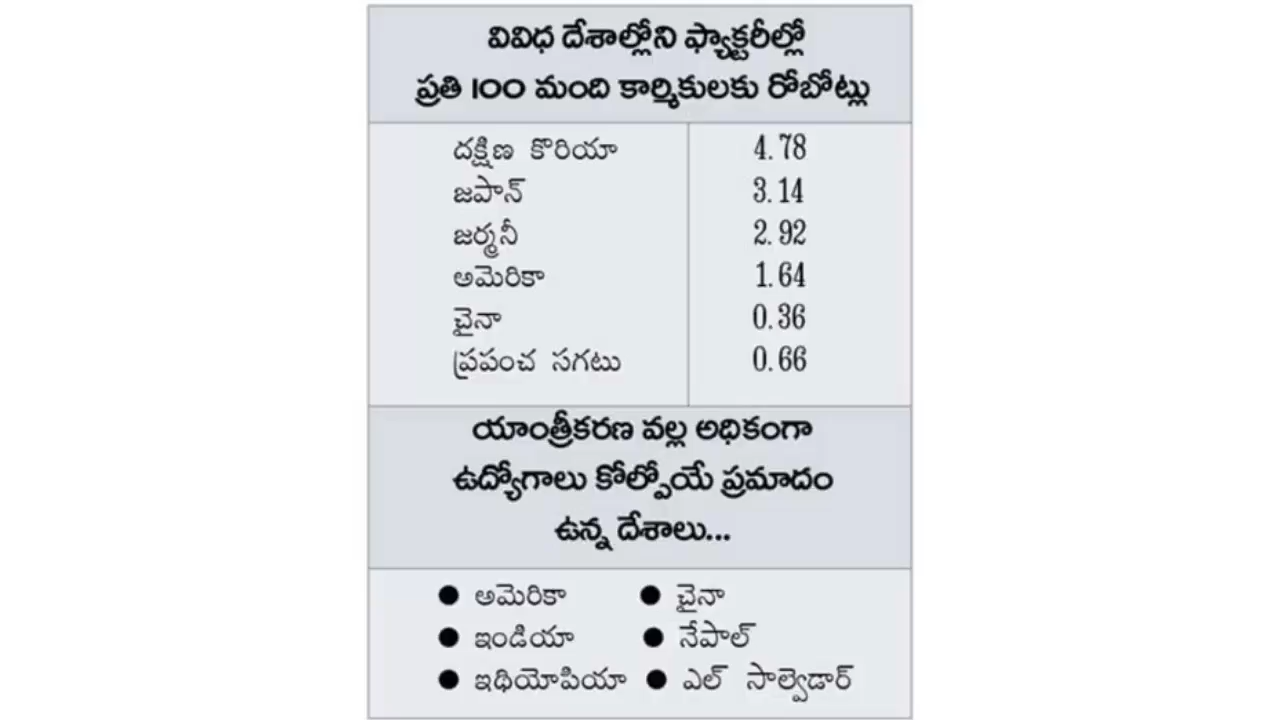 వివిధ దేశాల్లోని ఫ్యాక్టరీల్లో
ప్రతి 100 మంది కార్మికులకు రోబోట్లు
దక్షిణ కొరియా 4.78
జపాన్ 3.14
జర్మనీ 2.92
అమెరికా 1.64
చైనా 0.36
ప్రపంచ సగటు 0.66
యాంత్రీకరణ వల్ల అధికంగా
ఉద్యోగాలు కోల్పోయే ప్రమాదం
ఉన్న దేశాలు...
● అమెరికా ● చైనా
● ఇండియా ● నేపాల్
● ఇథియోపియా ● ఎల్ సాల్వెడార్